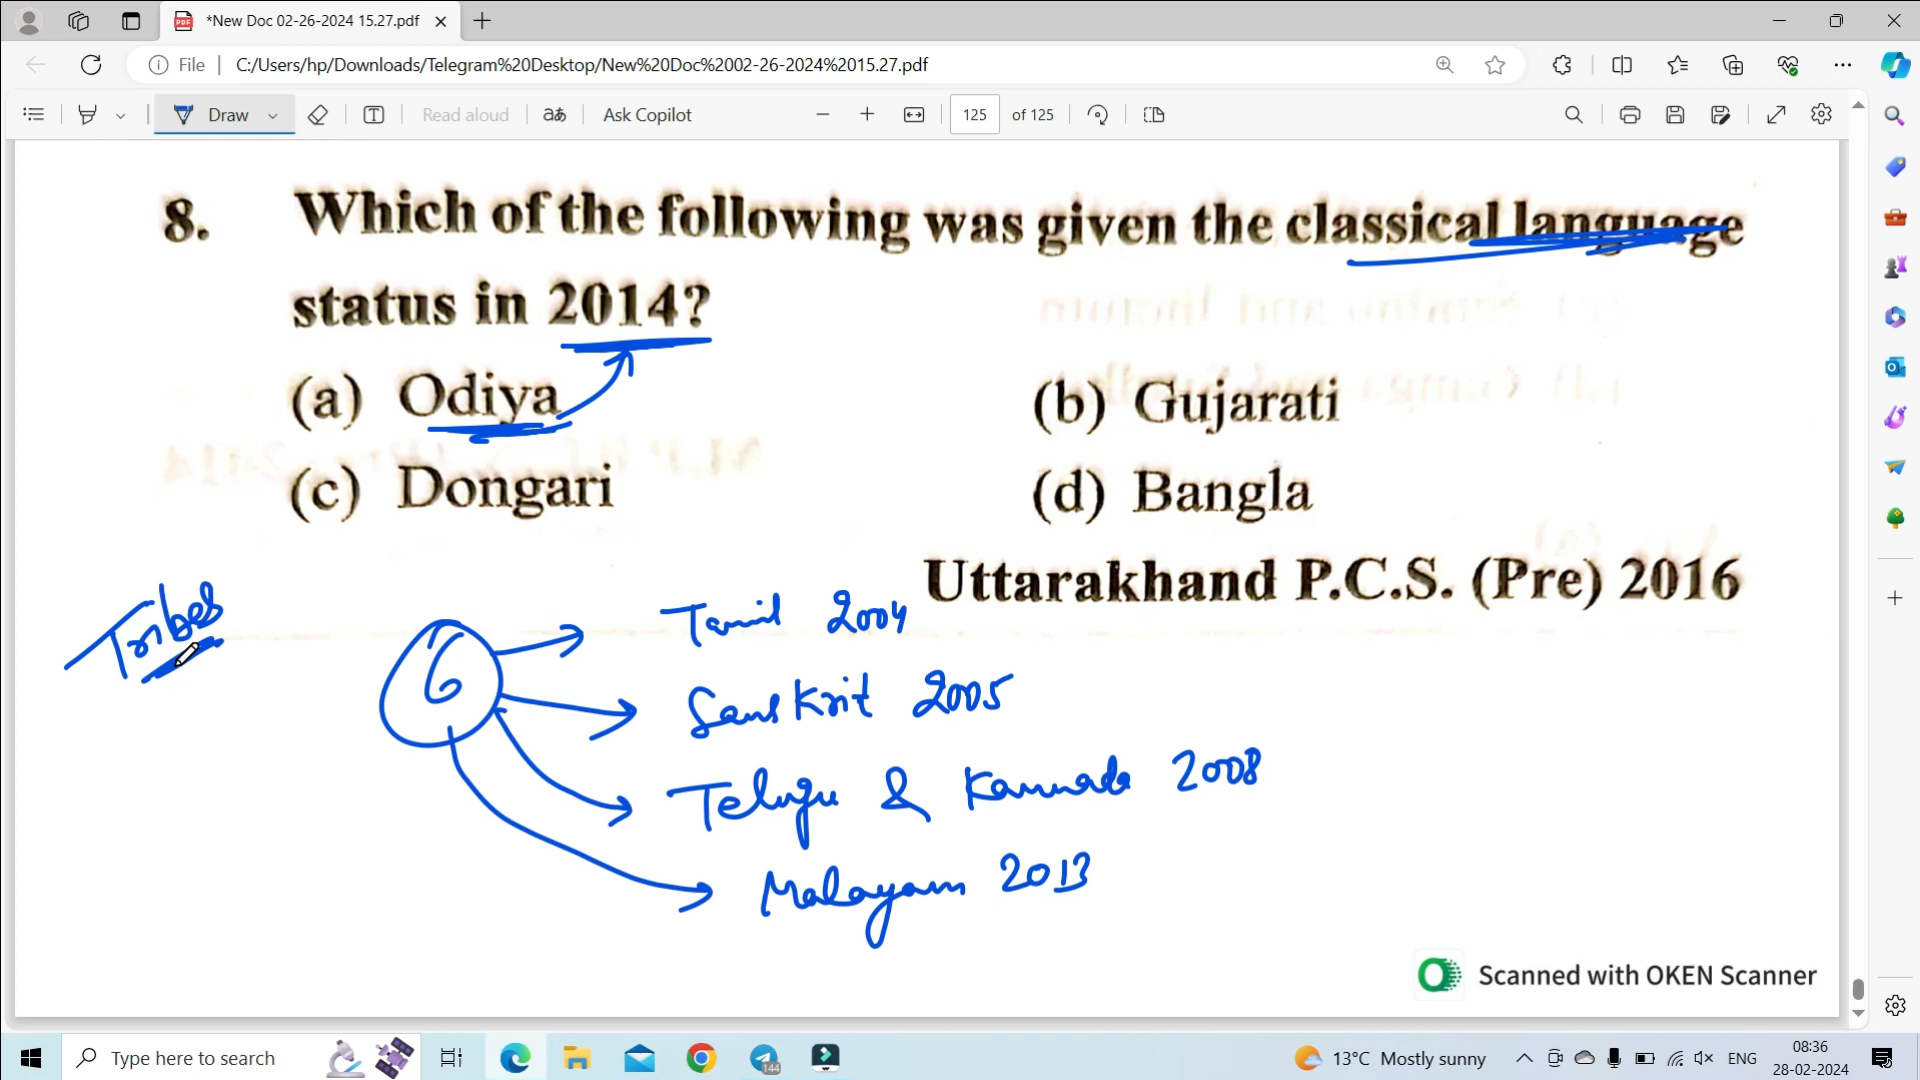 *New Doc 02-26-2024 15.27.pdf
File C:/Users/hp/Downloads/Telegram%20Desktop/New%20Doc%2002-26-2024%2015.27.pdf
Draw Read aloud aあ Ask Copilot 125 of 125
8. Which of the following was given the classical language
status in 2014?
(a) Odiya (b) Gujarati
(c) Dongari (d) Bangla
Uttarakhand P.C.S. (Pre) 2016
Tribes
6
Tamil 2004
Sanskrit 2005
Telugu & Kannada 2008
Malayam 2013
Scanned with OKEN Scanner
Type here to search 144 13°C Mostly sunny ENG 08:36
28-02-2024